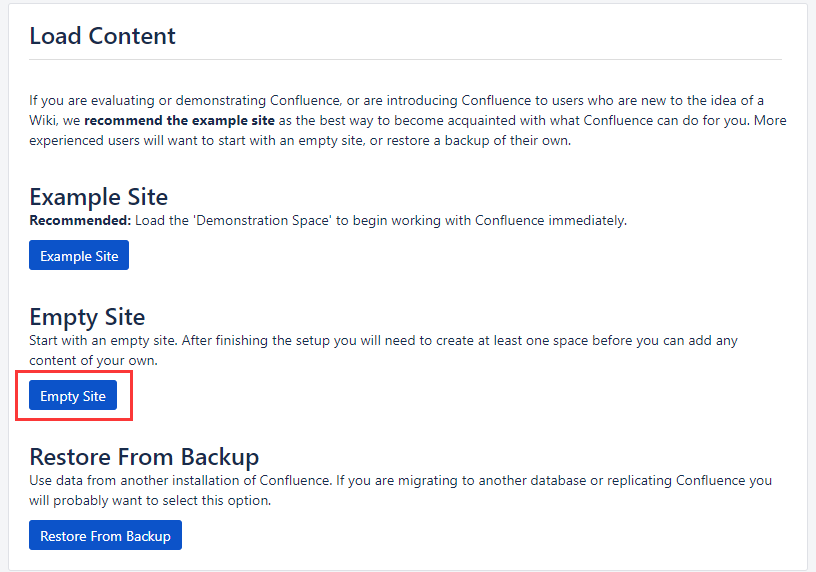 Load Content
If you are evaluating or demonstrating Confluence, or are introducing Confluence to users who are new to the idea of a
Wiki, we recommend the example site as the best way to become acquainted with what Confluence can do for you. More
experienced users will want to start with an empty site, or restore a backup of their own.
Example Site
Recommended: Load the 'Demonstration Space' to begin working with Confluence immediately.
Example Site
Empty Site
Start with an empty site. After finishing the setup you will need to create at least one space before you can add any
content of your own.
Empty Site
Restore From Backup
Use data from another installation of Confluence. If you are migrating to another database or replicating Confluence you
will probably want to select this option.
Restore From Backup